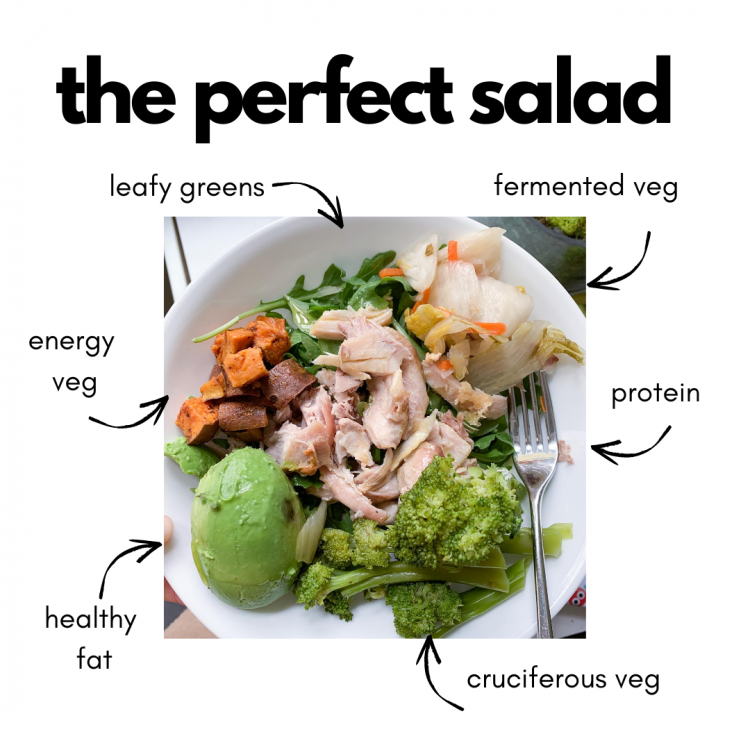 the perfect salad
leafy greens
fermented veg
energy
veg
protein
healthy
fat
cruciferous veg